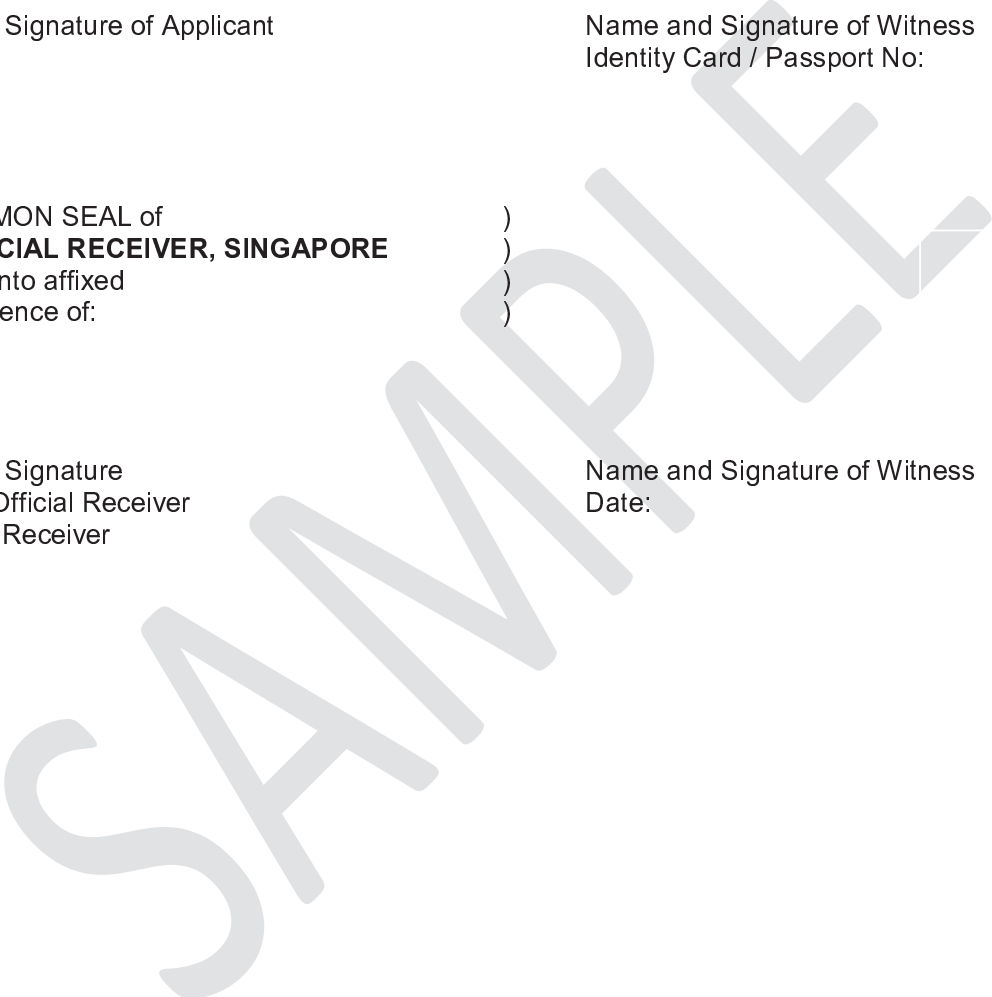 Signature of Applicant
Name and Signature of Witness
Identity Card / Passport No:
MON SEAL of )
CIAL RECEIVER, SINGAPORE )
nto affixed )
ence of: )
Signature
Official Receiver
Receiver
Name and Signature of Witness
Date:
SAMPLE